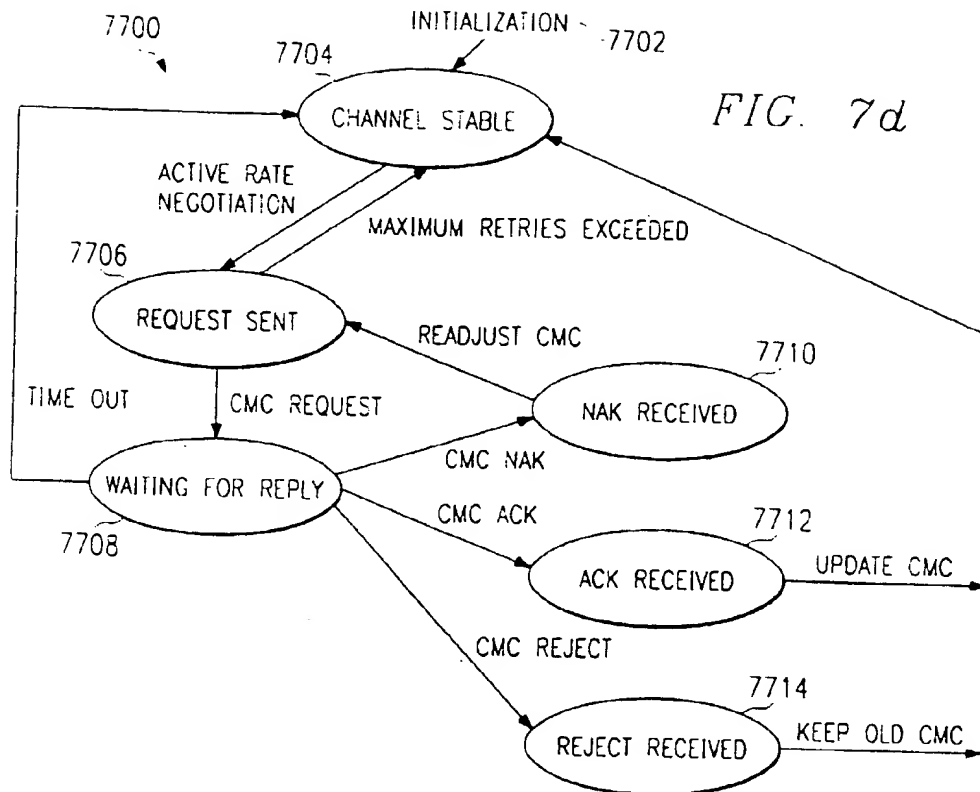 7700
INITIALIZATION
7702
7704
CHANNEL STABLE
FIG. 7d
ACTIVE RATE
NEGOTIATION
MAXIMUM RETRIES EXCEEDED
7706
REQUEST SENT
READJUST CMC
7710
NAK RECEIVED
TIME OUT
CMC REQUEST
CMC NAK
WAITING FOR REPLY
7708
CMC ACK
7712
ACK RECEIVED
UPDATE CMC
CMC REJECT
7714
REJECT RECEIVED
KEEP OLD CMC